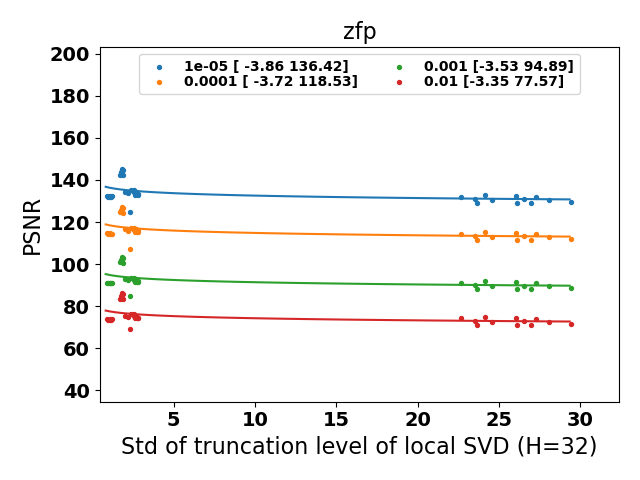 zfp
1e-05 [ -3.86 136.42]
0.0001 [ -3.72 118.53]
0.001 [-3.53 94.89]
0.01 [-3.35 77.57]
PSNR
200
180
160
140
120
100
80
60
40
5 10 15 20 25 30
Std of truncation level of local SVD (H=32)